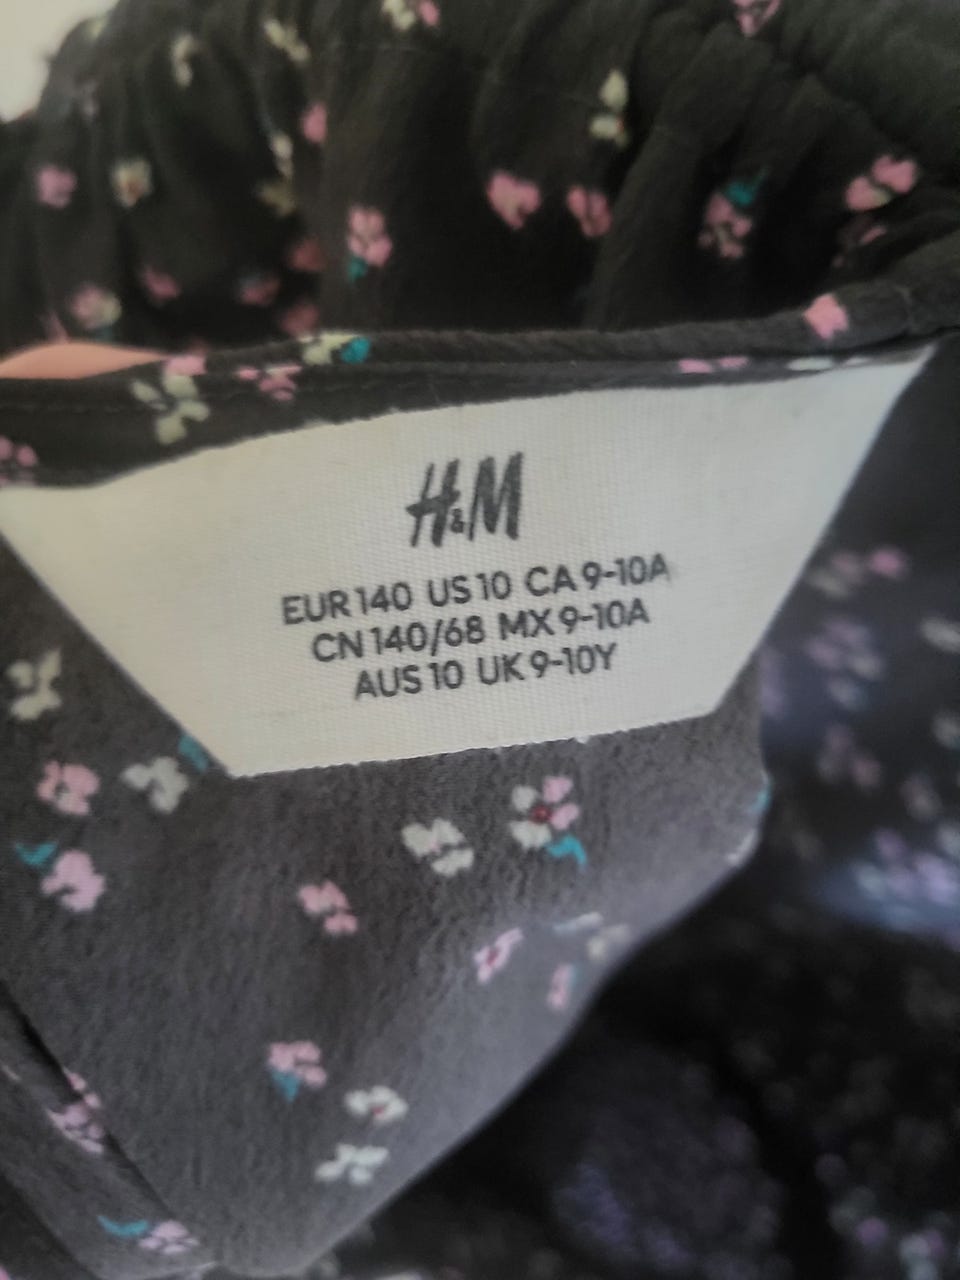 H&M
EUR 140 US 10 CA 9-10A
CN 140/68 MX 9-10A
AUS 10 UK 9-10Y